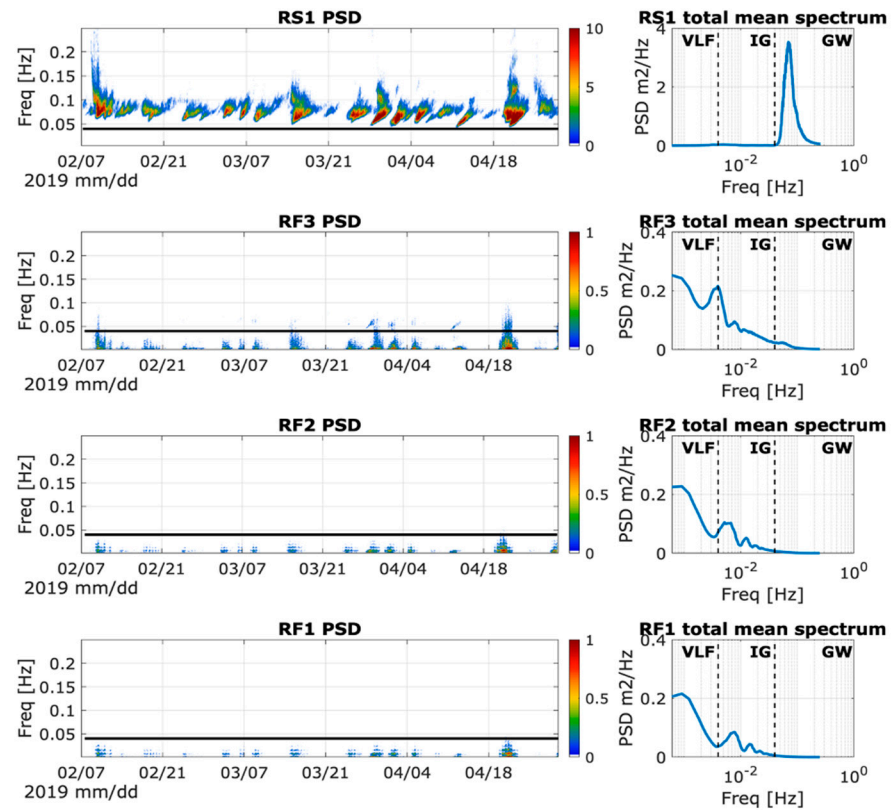 RS1 PSD
RS1 total mean spectrum
Freq [Hz]
0.2
0.15
0.1
0.05
02/07 02/21 03/07 03/21 04/04 04/18
2019 mm/dd
10
5
0
PSD m2/Hz
4
2
0
VLF IG GW
10^-2 10^0
Freq [Hz]
RF3 PSD
RF3 total mean spectrum
Freq [Hz]
0.2
0.15
0.1
0.05
02/07 02/21 03/07 03/21 04/04 04/18
2019 mm/dd
1
0.5
0
PSD m2/Hz
0.4
0.2
0
VLF IG GW
10^-2 10^0
Freq [Hz]
RF2 PSD
RF2 total mean spectrum
Freq [Hz]
0.2
0.15
0.1
0.05
02/07 02/21 03/07 03/21 04/04 04/18
2019 mm/dd
1
0.5
0
PSD m2/Hz
0.4
0.2
0
VLF IG GW
10^-2 10^0
Freq [Hz]
RF1 PSD
RF1 total mean spectrum
Freq [Hz]
0.2
0.15
0.1
0.05
02/07 02/21 03/07 03/21 04/04 04/18
2019 mm/dd
1
0.5
0
PSD m2/Hz
0.4
0.2
0
VLF IG GW
10^-2 10^0
Freq [Hz]